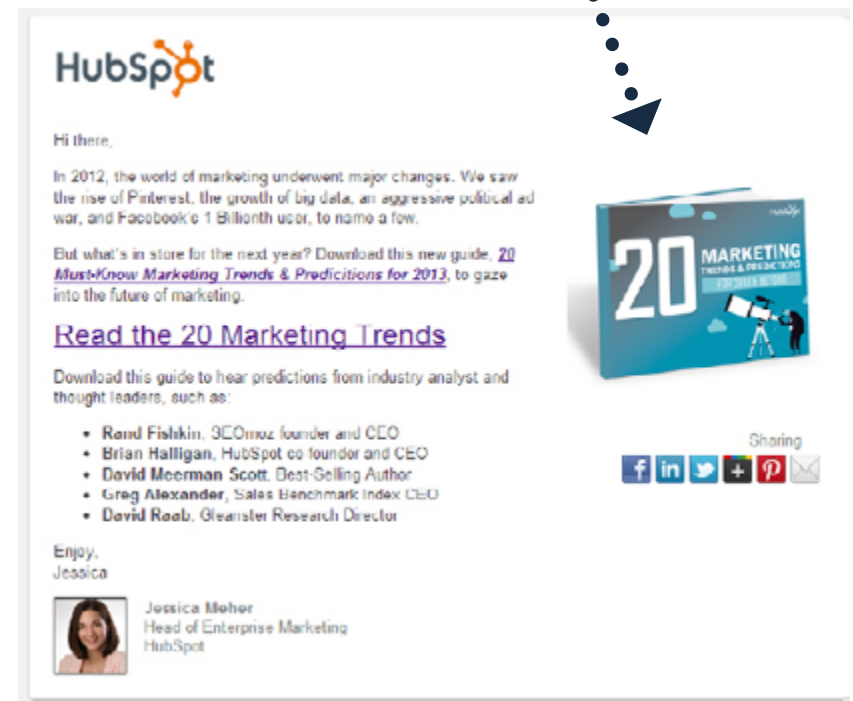 HubSpot
Hi there,
In 2012, the world of marketing underwent major changes. We saw
the rise of Pinterest, the growth of big data, an aggressive political ad
war, and Facebook's 1 Billionth user, to name a few.
But what's in store for the next year? Download this new guide, 20
Must-Know Marketing Trends & Predicitions for 2013, to gaze
into the future of marketing.
Read the 20 Marketing Trends
Download this guide to hear predictions from industry analyst and
thought leaders, such as:
• Rand Fishkin, SEOmoz founder and CEO
• Brian Halligan, HubSpot co founder and CEO
• David Meerman Scott, Best-Selling Author
• Greg Alexander, Sales Benchmark Index CEO
• David Raab, Gleanster Research Director
Enjoy,
Jessica
Jessica Meher
Head of Enterprise Marketing
HubSpot
HubSpot
20 MARKETING
TRENDS & PREDICTIONS
FOR 2013 & BEYOND
Sharing